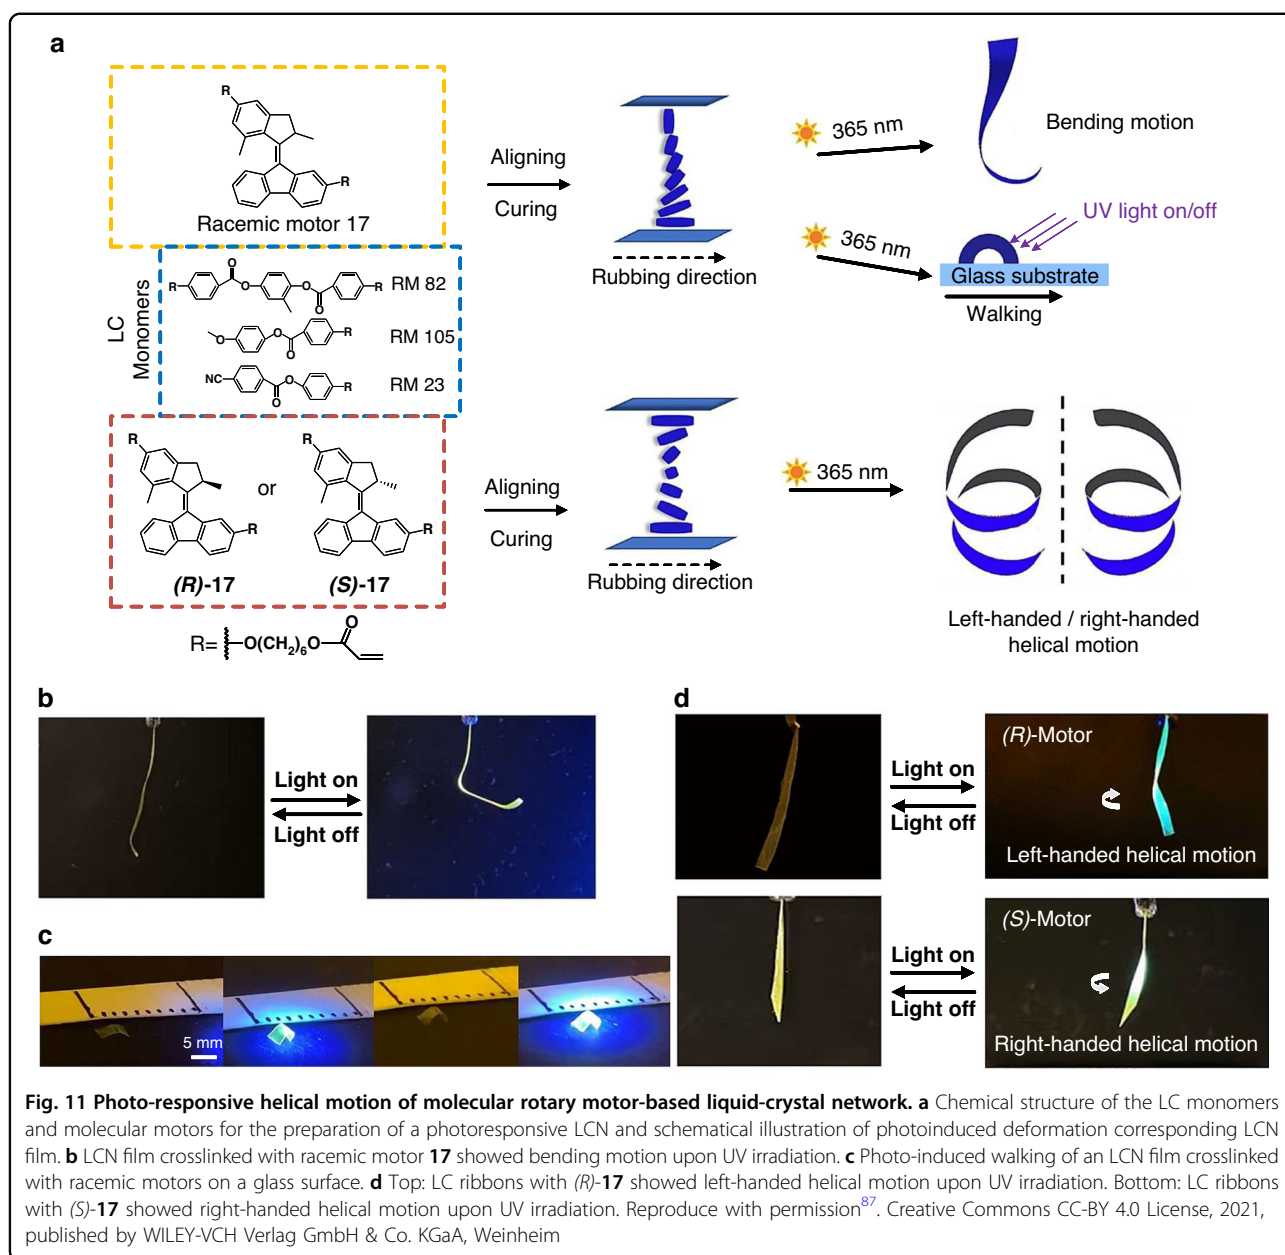 a
R
R
Racemic motor 17
Aligning
Curing
Rubbing direction
365 nm
Bending motion
365 nm
UV light on/off
Glass substrate
Walking
LC
Monomers
R
O
O
O
O
R
RM 82
O
O
O
R
RM 105
NC
O
O
R
RM 23
R
R
(R)-17
or
R
R
(S)-17
Aligning
Curing
Rubbing direction
365 nm
Left-handed / right-handed
helical motion
R= O(CH2)6O
O
b
Light on
Light off
c
5 mm
d
Light on
Light off
(R)-Motor
Left-handed helical motion
Light on
Light off
(S)-Motor
Right-handed helical motion
Fig. 11 Photo-responsive helical motion of molecular rotary motor-based liquid-crystal network. a Chemical structure of the LC monomers
and molecular motors for the preparation of a photoresponsive LCN and schematical illustration of photoinduced deformation corresponding LCN
film. b LCN film crosslinked with racemic motor 17 showed bending motion upon UV irradiation. c Photo-induced walking of an LCN film crosslinked
with racemic motors on a glass surface. d Top: LC ribbons with (R)-17 showed left-handed helical motion upon UV irradiation. Bottom: LC ribbons
with (S)-17 showed right-handed helical motion upon UV irradiation. Reproduce with permission87. Creative Commons CC-BY 4.0 License, 2021,
published by WILEY-VCH Verlag GmbH & Co. KGaA, Weinheim